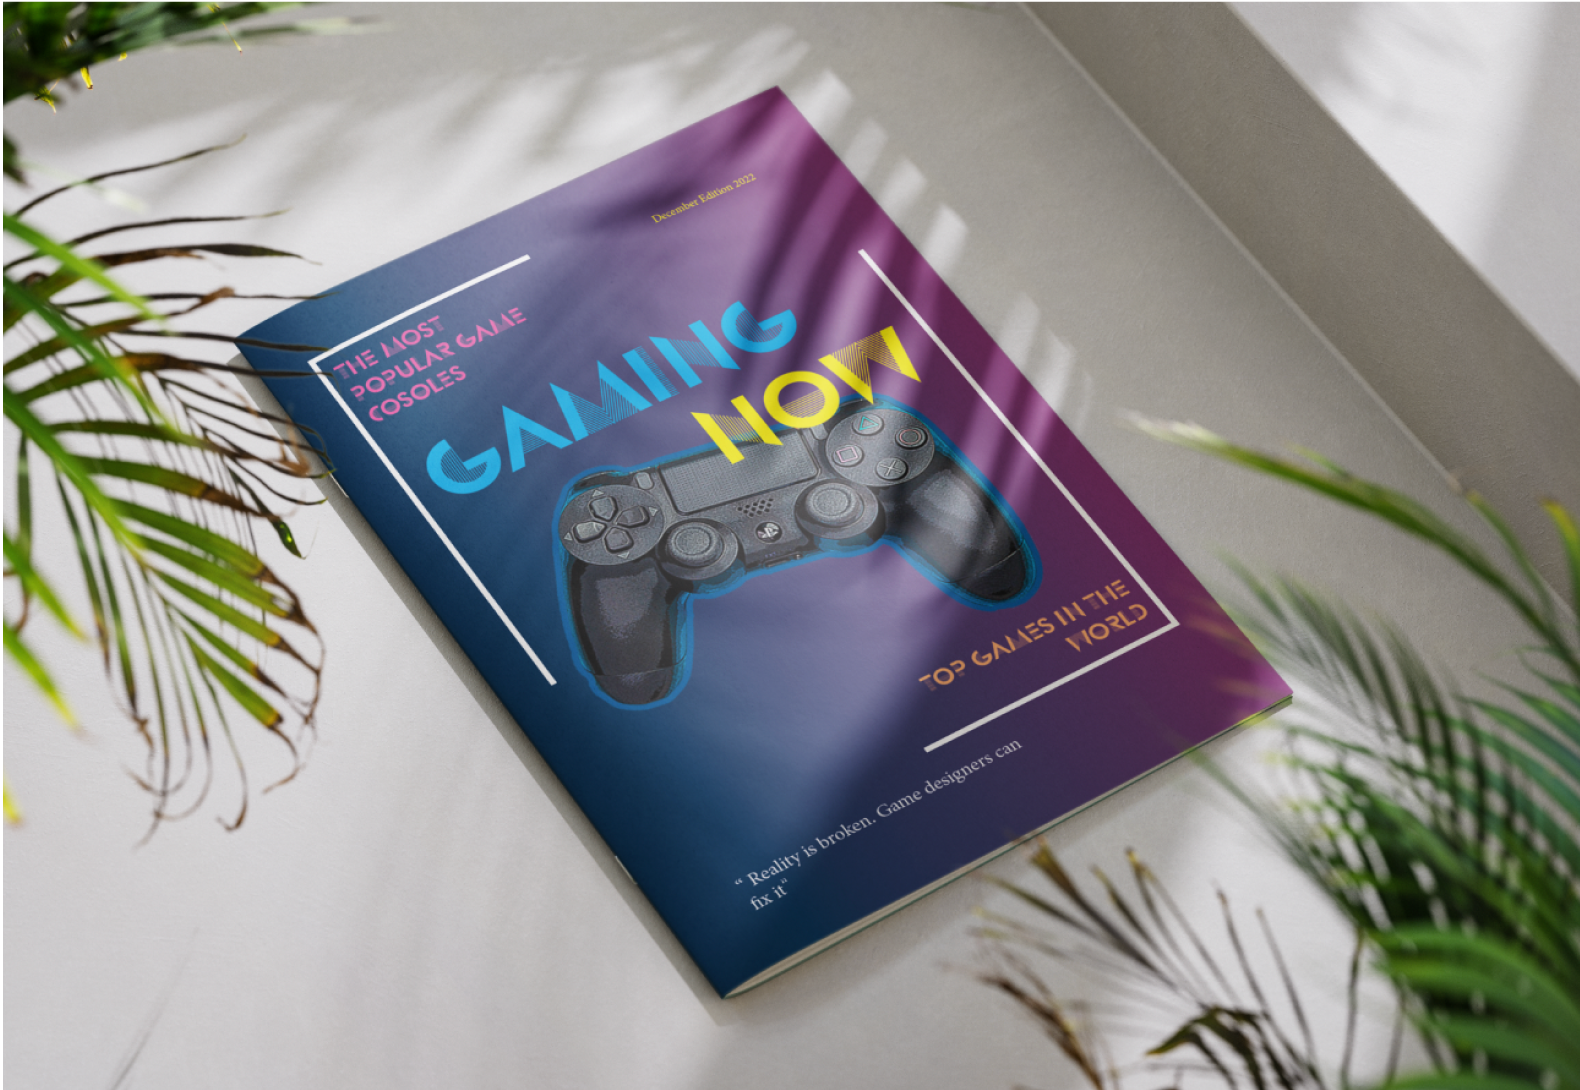 December Edition 2022
THE MOST
POPULAR GAME
COSOLES
GAMING
NOW
TOP GAMES IN THE
WORLD
“ Reality is broken. Game designers can
fix it“